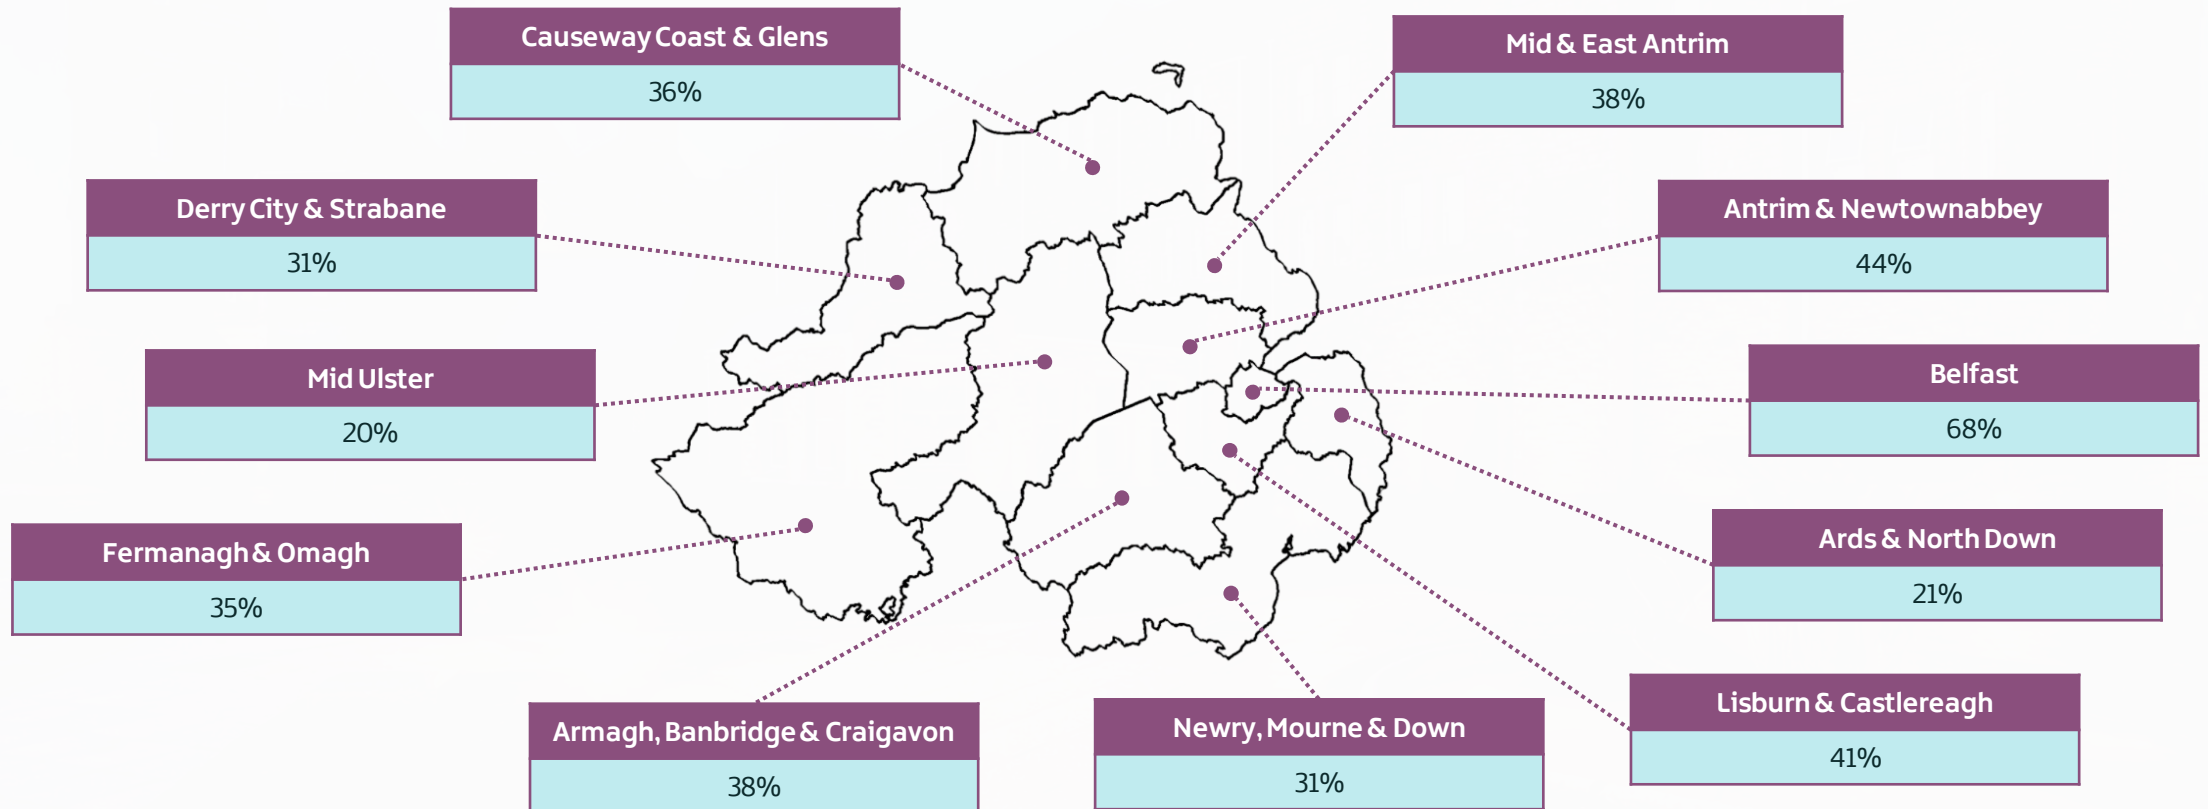 Causeway Coast & Glens
36%
Mid & East Antrim
38%
Derry City & Strabane
31%
Antrim & Newtownabbey
44%
Mid Ulster
20%
Belfast
68%
Fermanagh & Omagh
35%
Ards & North Down
21%
Armagh, Banbridge & Craigavon
38%
Newry, Mourne & Down
31%
Lisburn & Castlereagh
41%